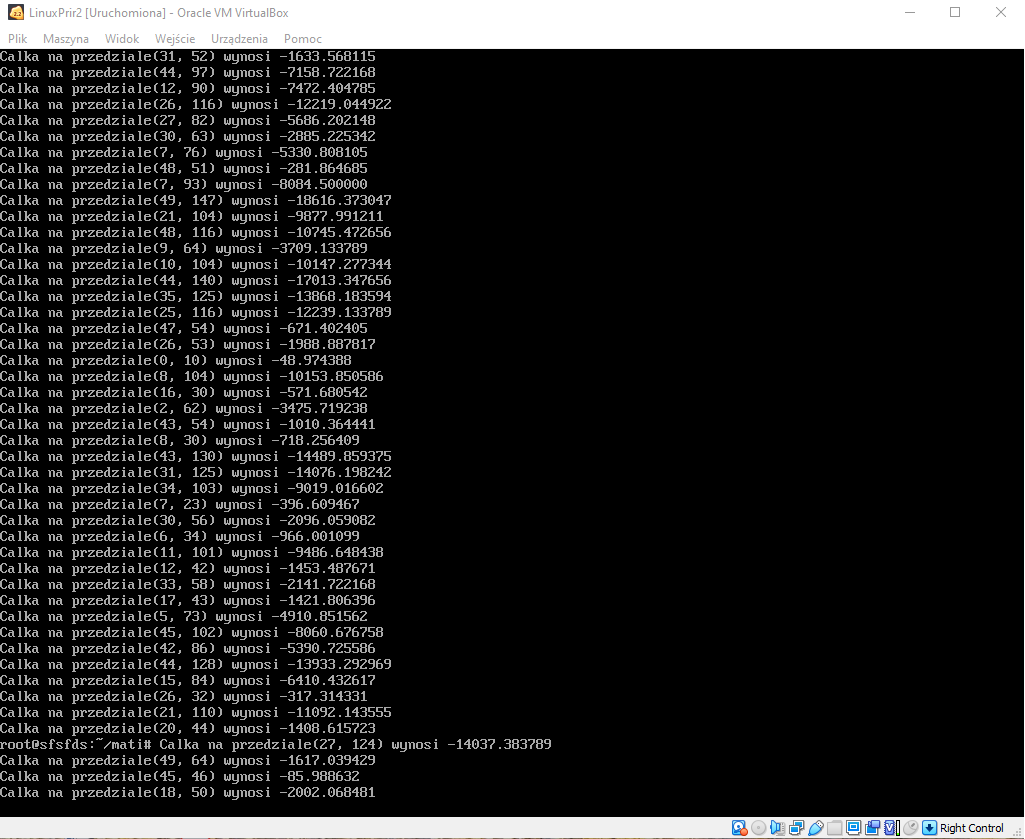 LinuxPrir2 [Uruchomiona] - Oracle VM VirtualBox
Plik Maszyna Widok Wejście Urządzenia Pomoc
Calka na przedziale(31, 52) wynosi -1633.568115
Calka na przedziale(44, 97) wynosi -7158.722168
Calka na przedziale(12, 90) wynosi -7472.404785
Calka na przedziale(26, 116) wynosi -12219.044922
Calka na przedziale(27, 82) wynosi -5686.202148
Calka na przedziale(30, 63) wynosi -2885.225342
Calka na przedziale(7, 76) wynosi -5330.808105
Calka na przedziale(48, 51) wynosi -281.864685
Calka na przedziale(7, 93) wynosi -8084.500000
Calka na przedziale(49, 147) wynosi -18616.373047
Calka na przedziale(21, 104) wynosi -9877.991211
Calka na przedziale(48, 116) wynosi -10745.472656
Calka na przedziale(9, 64) wynosi -3709.133789
Calka na przedziale(10, 104) wynosi -10147.277344
Calka na przedziale(44, 140) wynosi -17013.347656
Calka na przedziale(35, 125) wynosi -13868.183594
Calka na przedziale(25, 116) wynosi -12239.133789
Calka na przedziale(47, 54) wynosi -671.402405
Calka na przedziale(26, 53) wynosi -1988.887817
Calka na przedziale(0, 10) wynosi -48.974388
Calka na przedziale(8, 104) wynosi -10153.850586
Calka na przedziale(16, 30) wynosi -571.680542
Calka na przedziale(2, 62) wynosi -3475.719238
Calka na przedziale(43, 54) wynosi -1010.364441
Calka na przedziale(8, 30) wynosi -718.256409
Calka na przedziale(43, 130) wynosi -14489.859375
Calka na przedziale(31, 125) wynosi -14076.198242
Calka na przedziale(34, 103) wynosi -9019.016602
Calka na przedziale(7, 23) wynosi -396.609467
Calka na przedziale(30, 56) wynosi -2096.059082
Calka na przedziale(6, 34) wynosi -966.001099
Calka na przedziale(11, 101) wynosi -9486.648438
Calka na przedziale(12, 42) wynosi -1453.487671
Calka na przedziale(33, 58) wynosi -2141.722168
Calka na przedziale(17, 43) wynosi -1421.806396
Calka na przedziale(5, 73) wynosi -4910.851562
Calka na przedziale(45, 102) wynosi -8060.676758
Calka na przedziale(42, 86) wynosi -5390.725586
Calka na przedziale(44, 128) wynosi -13933.292969
Calka na przedziale(15, 84) wynosi -6410.432617
Calka na przedziale(26, 32) wynosi -317.314331
Calka na przedziale(21, 110) wynosi -11092.143555
Calka na przedziale(20, 44) wynosi -1408.615723
root@sfsfds:~/mati# Calka na przedziale(27, 124) wynosi -14037.383789
Calka na przedziale(49, 64) wynosi -1617.039429
Calka na przedziale(45, 46) wynosi -85.988632
Calka na przedziale(18, 50) wynosi -2002.068481
Right Control